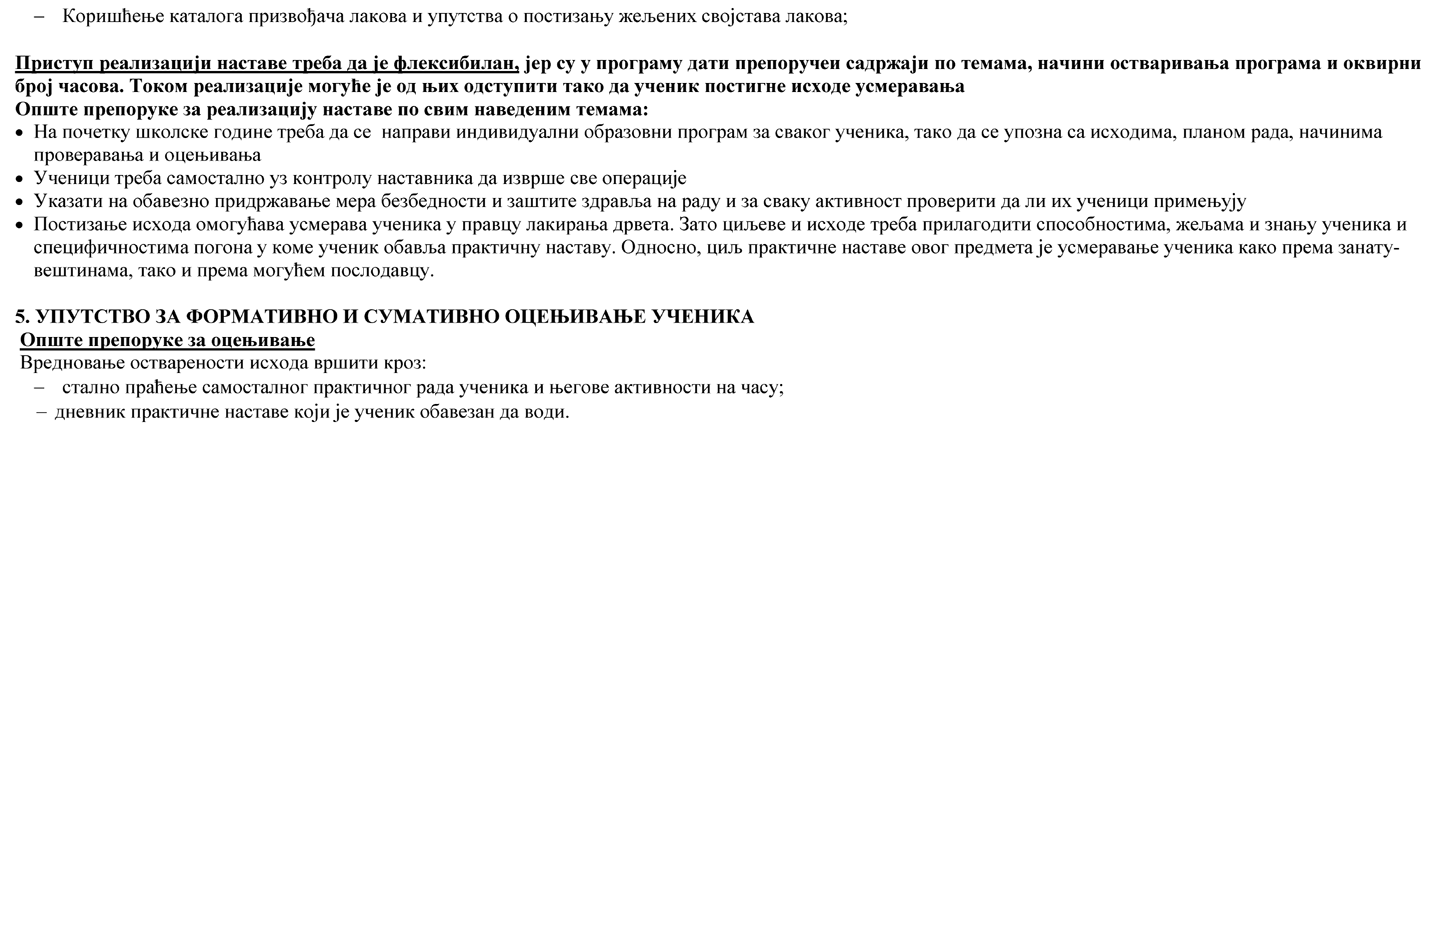 – Коришћење каталога призвођача лакова и упутства о постизању жељених својстава лакова;
Приступ реализацији наставе треба да је флексибилан, јер су у програму дати препоручеи садржаји по темама, начини остваривања програма и оквирни
број часова. Током реализације могуће је од њих одступити тако да ученик постигне исходе усмеравања
Опште препоруке за реализацију наставе по свим наведеним темама:
• На почетку школске године треба да се направи индивидуални образовни програм за сваког ученика, тако да се упозна са исходима, планом рада, начинима
проверавања и оцењивања
• Ученици треба самостално уз контролу наставника да изврше све операције
• Указати на обавезно придржавање мера безбедности и заштите здравља на раду и за сваку активност проверити да ли их ученици примењују
• Постизање исхода омогућава усмерава ученика у правцу лакирања дрвета. Зато циљеве и исходе треба прилагодити способностима, жељама и знању ученика и
специфичностима погона у коме ученик обавља практичну наставу. Односно, циљ практичне наставе овог предмета је усмеравање ученика како према занату-
вештинама, тако и према могућем послодавцу.
5. УПУТСТВО ЗА ФОРМАТИВНО И СУМАТИВНО ОЦЕЊИВАЊЕ УЧЕНИКА
Опште препоруке за оцењивање
Вредновање остварености исхода вршити кроз:
– стално праћење самосталног практичног рада ученика и његове активности на часу;
– дневник практичне наставе који је ученик обавезан да води.